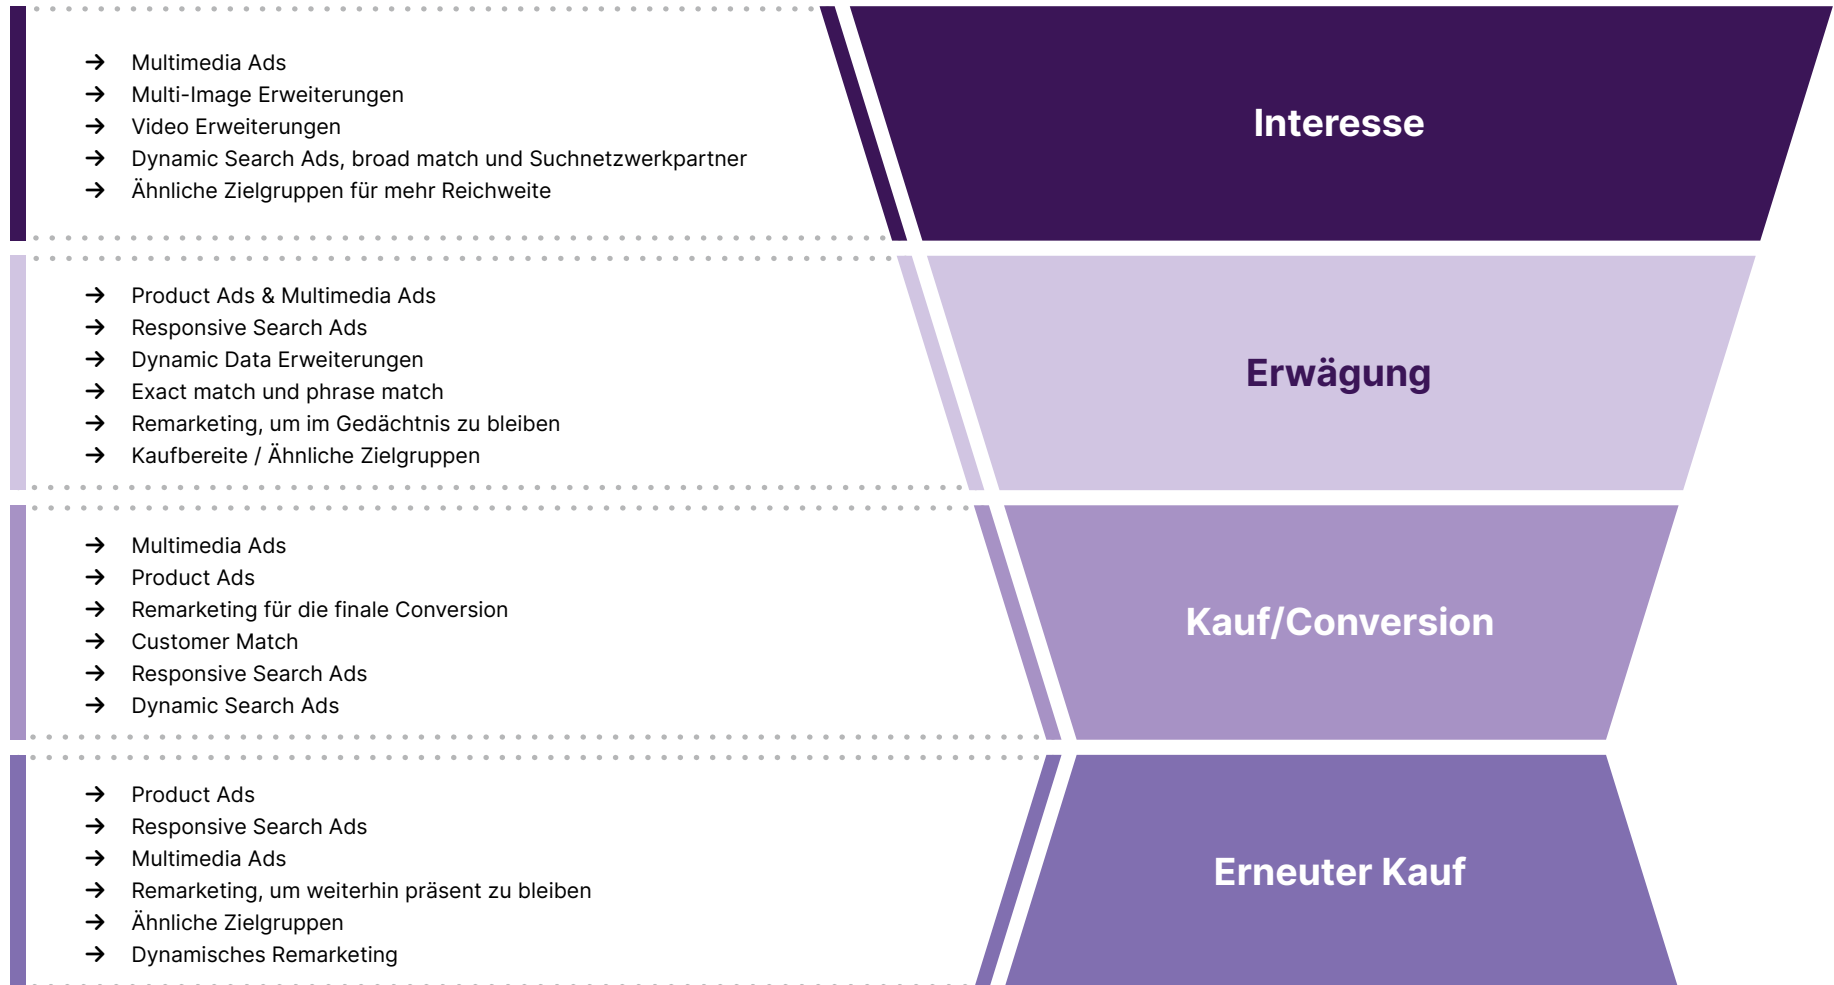 → Multimedia Ads
→ Multi-Image Erweiterungen
→ Video Erweiterungen
→ Dynamic Search Ads, broad match und Suchnetzwerkpartner
→ Ähnliche Zielgruppen für mehr Reichweite
Interesse
→ Product Ads & Multimedia Ads
→ Responsive Search Ads
→ Dynamic Data Erweiterungen
→ Exact match und phrase match
→ Remarketing, um im Gedächtnis zu bleiben
→ Kaufbereite / Ähnliche Zielgruppen
Erwägung
→ Multimedia Ads
→ Product Ads
→ Remarketing für die finale Conversion
→ Customer Match
→ Responsive Search Ads
→ Dynamic Search Ads
Kauf/Conversion
→ Product Ads
→ Responsive Search Ads
→ Multimedia Ads
→ Remarketing, um weiterhin präsent zu bleiben
→ Ähnliche Zielgruppen
→ Dynamisches Remarketing
Erneuter Kauf